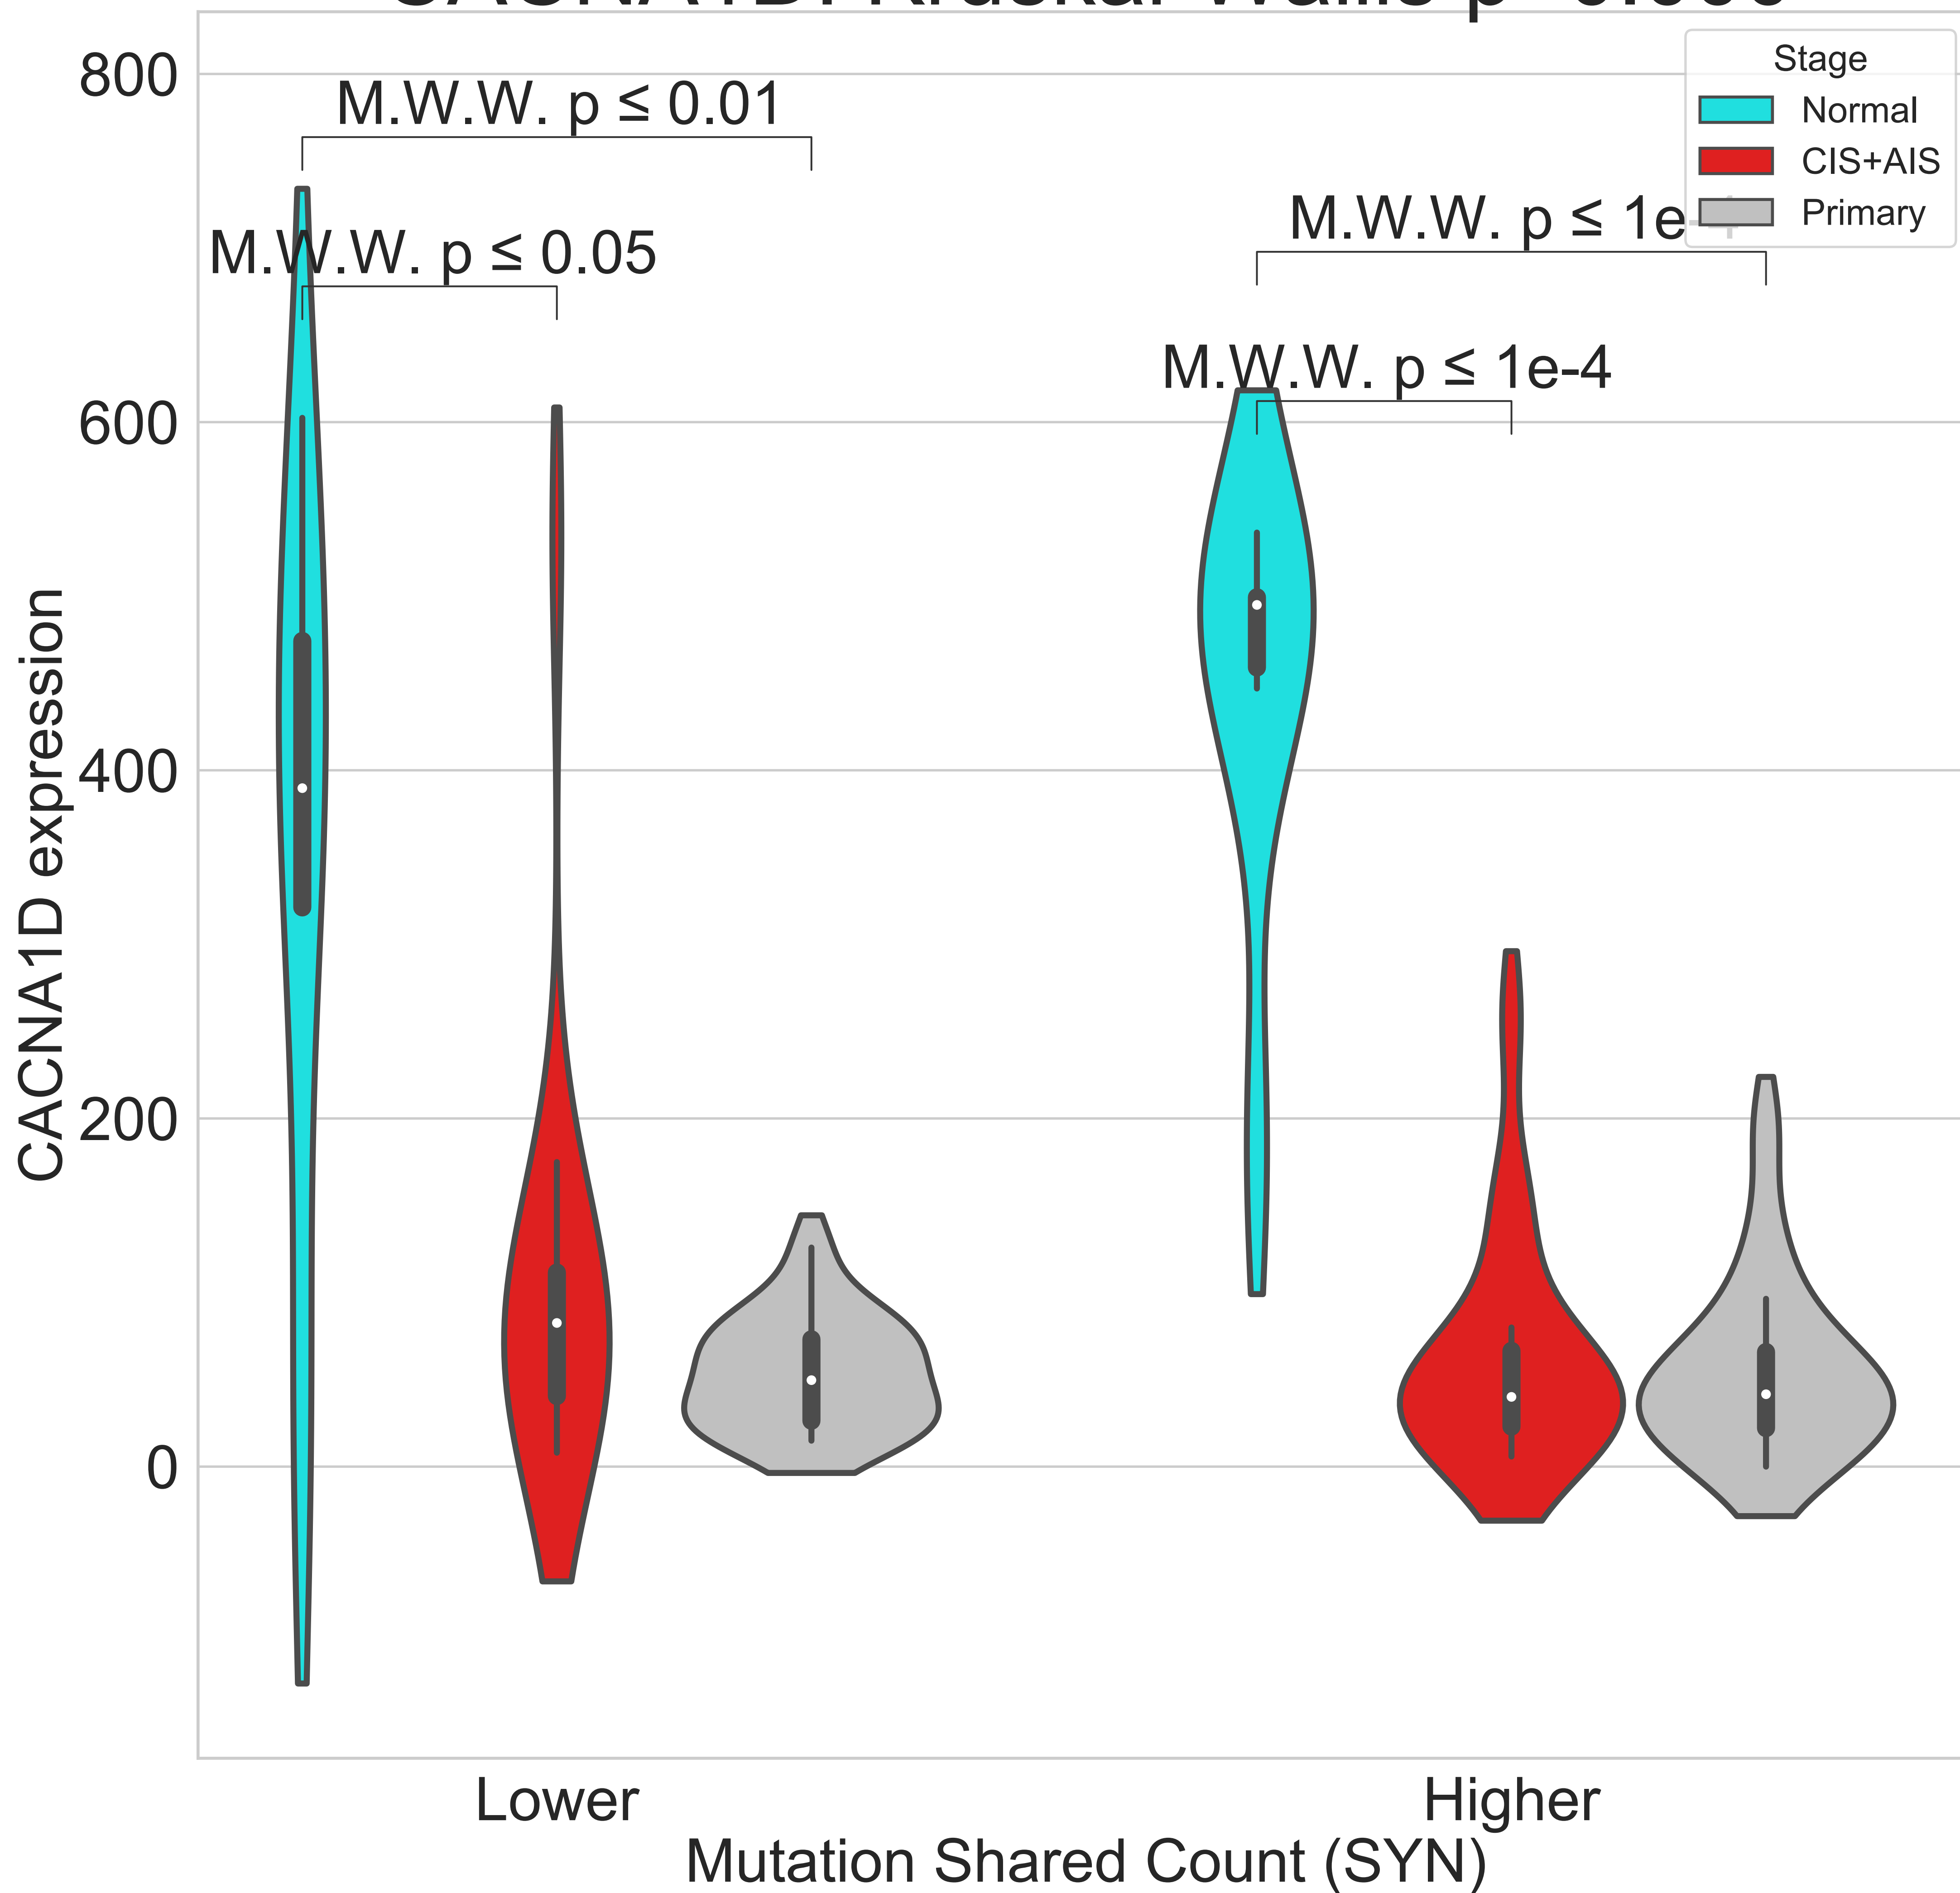 800
600
400
200
0
CACNA1D expression
M.W.W. p ≤ 0.01
M.W.W. p ≤ 0.05
M.W.W. p ≤ 1e
M.W.W. p ≤ 1e-4
Stage
Normal
CIS+AIS
Primary
Lower
Higher
Mutation Shared Count (SYN)